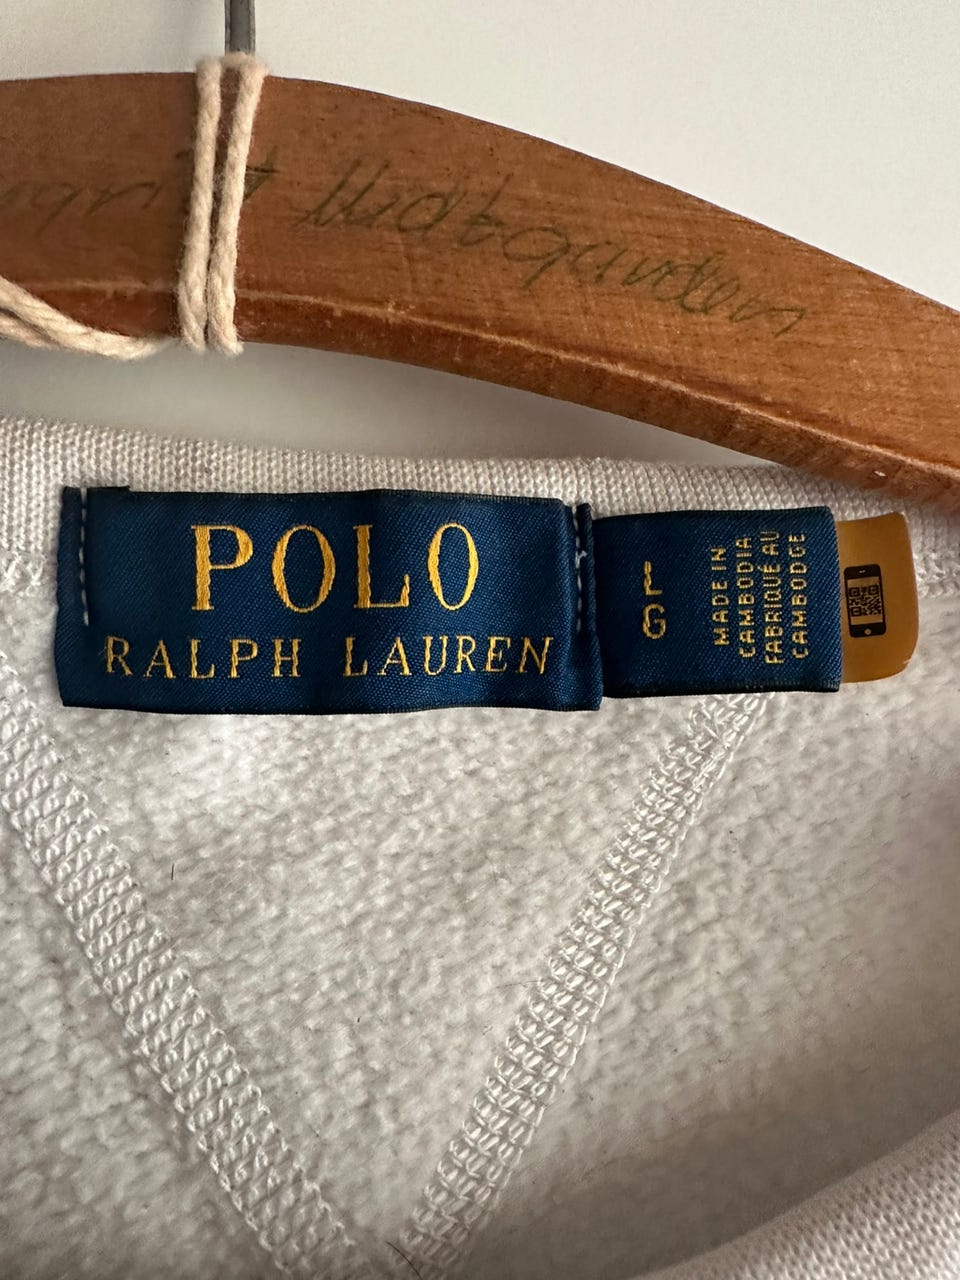 POLO
RALPH LAUREN
L
G
MADE IN
CAMBODIA
FABRIQUÉ AU
CAMBODGE